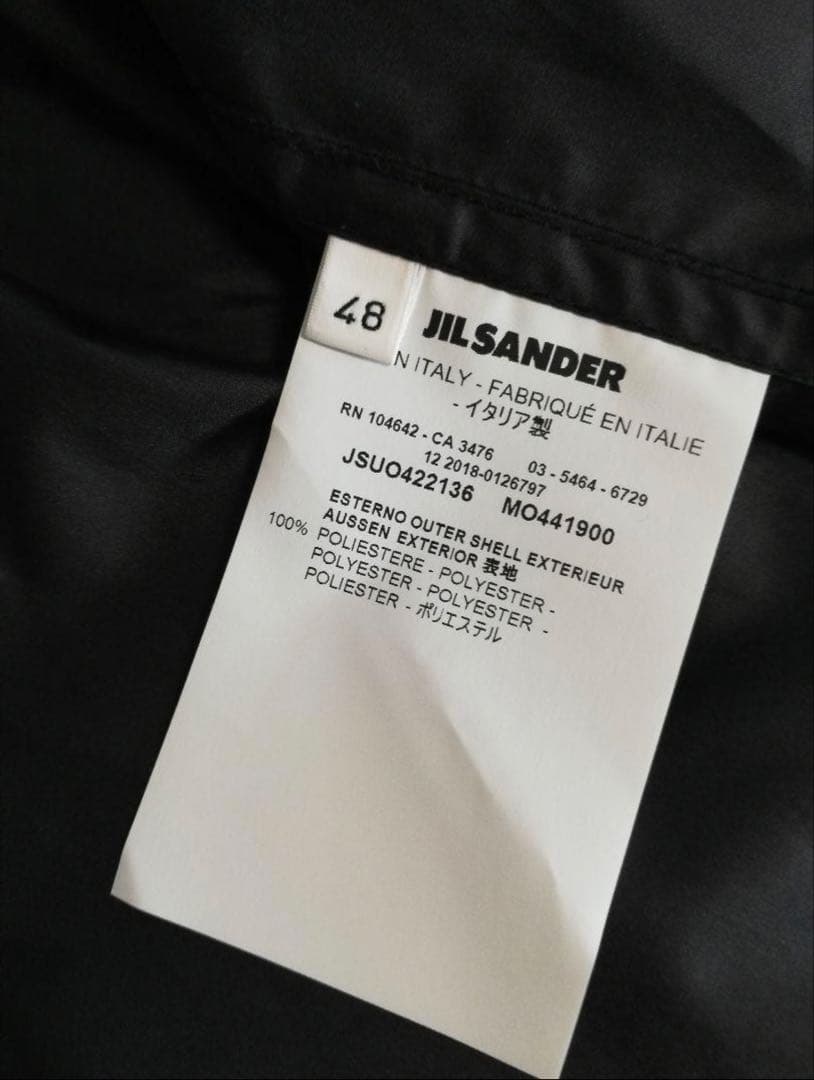 48
JIL SANDER
N ITALY - FABRIQUÉ EN ITALIE
- イタリア製
RN 104642 - CA 3476 03 - 5464 - 6729
12 2018-0126797
JSUO422136 MO441900
ESTERNO OUTER SHELL EXTERIEUR
AUSSEN EXTERIOR 表地
100% POLIESTERE - POLYESTER -
POLYESTER - POLYESTER -
POLIESTER - ポリエステル